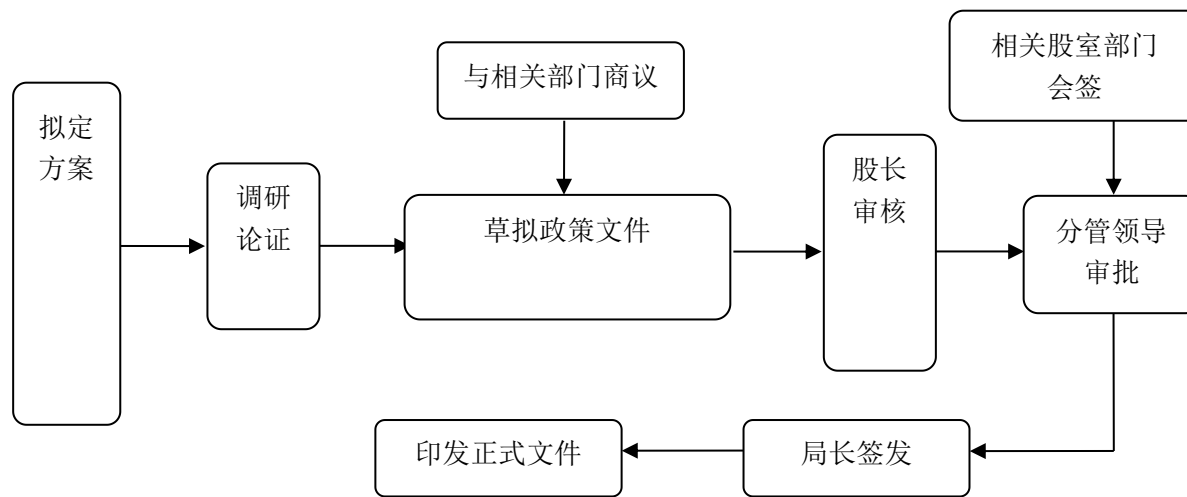 相关股室部门
会签
与相关部门商议
拟定
方案
调研
论证
草拟政策文件
股长
审核
分管领导
审批
印发正式文件
局长签发